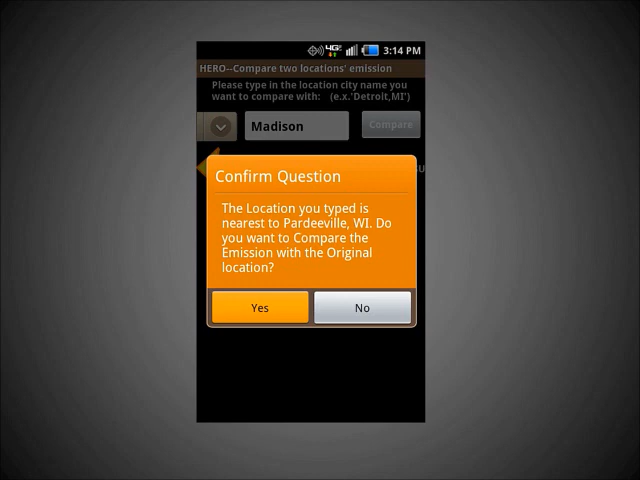 4G 3:14 PM
HERO--Compare two locations' emission
Please type in the location city name you
want to compare with: (e.x.'Detroit,MI')
Madison Compare
Confirm Question
The Location you typed is
nearest to Pardeeville, WI. Do
you want to Compare the
Emission with the Original
location?
Yes No